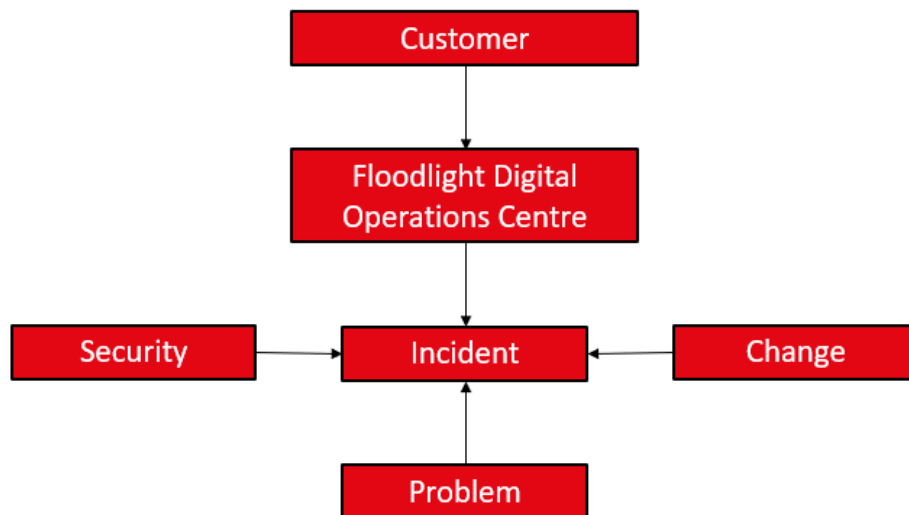 Customer
Floodlight Digital
Operations Centre
Security
Incident
Change
Problem